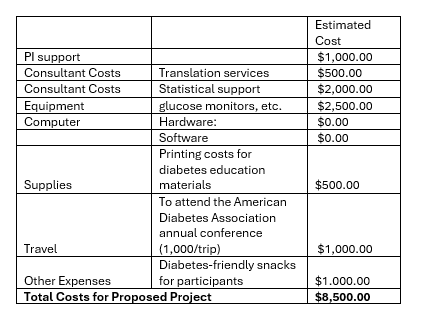 Estimated
Cost
PI support $1,000.00
Consultant Costs Translation services $500.00
Consultant Costs Statistical support $2,000.00
Equipment glucose monitors, etc. $2,500.00
Computer Hardware: $0.00
Software $0.00
Printing costs for
diabetes education
Supplies materials $500.00
To attend the American
Diabetes Association
annual conference
Travel (1,000/trip) $1,000.00
Diabetes-friendly snacks
Other Expenses for participants $1.000.00
Total Costs for Proposed Project $8,500.00